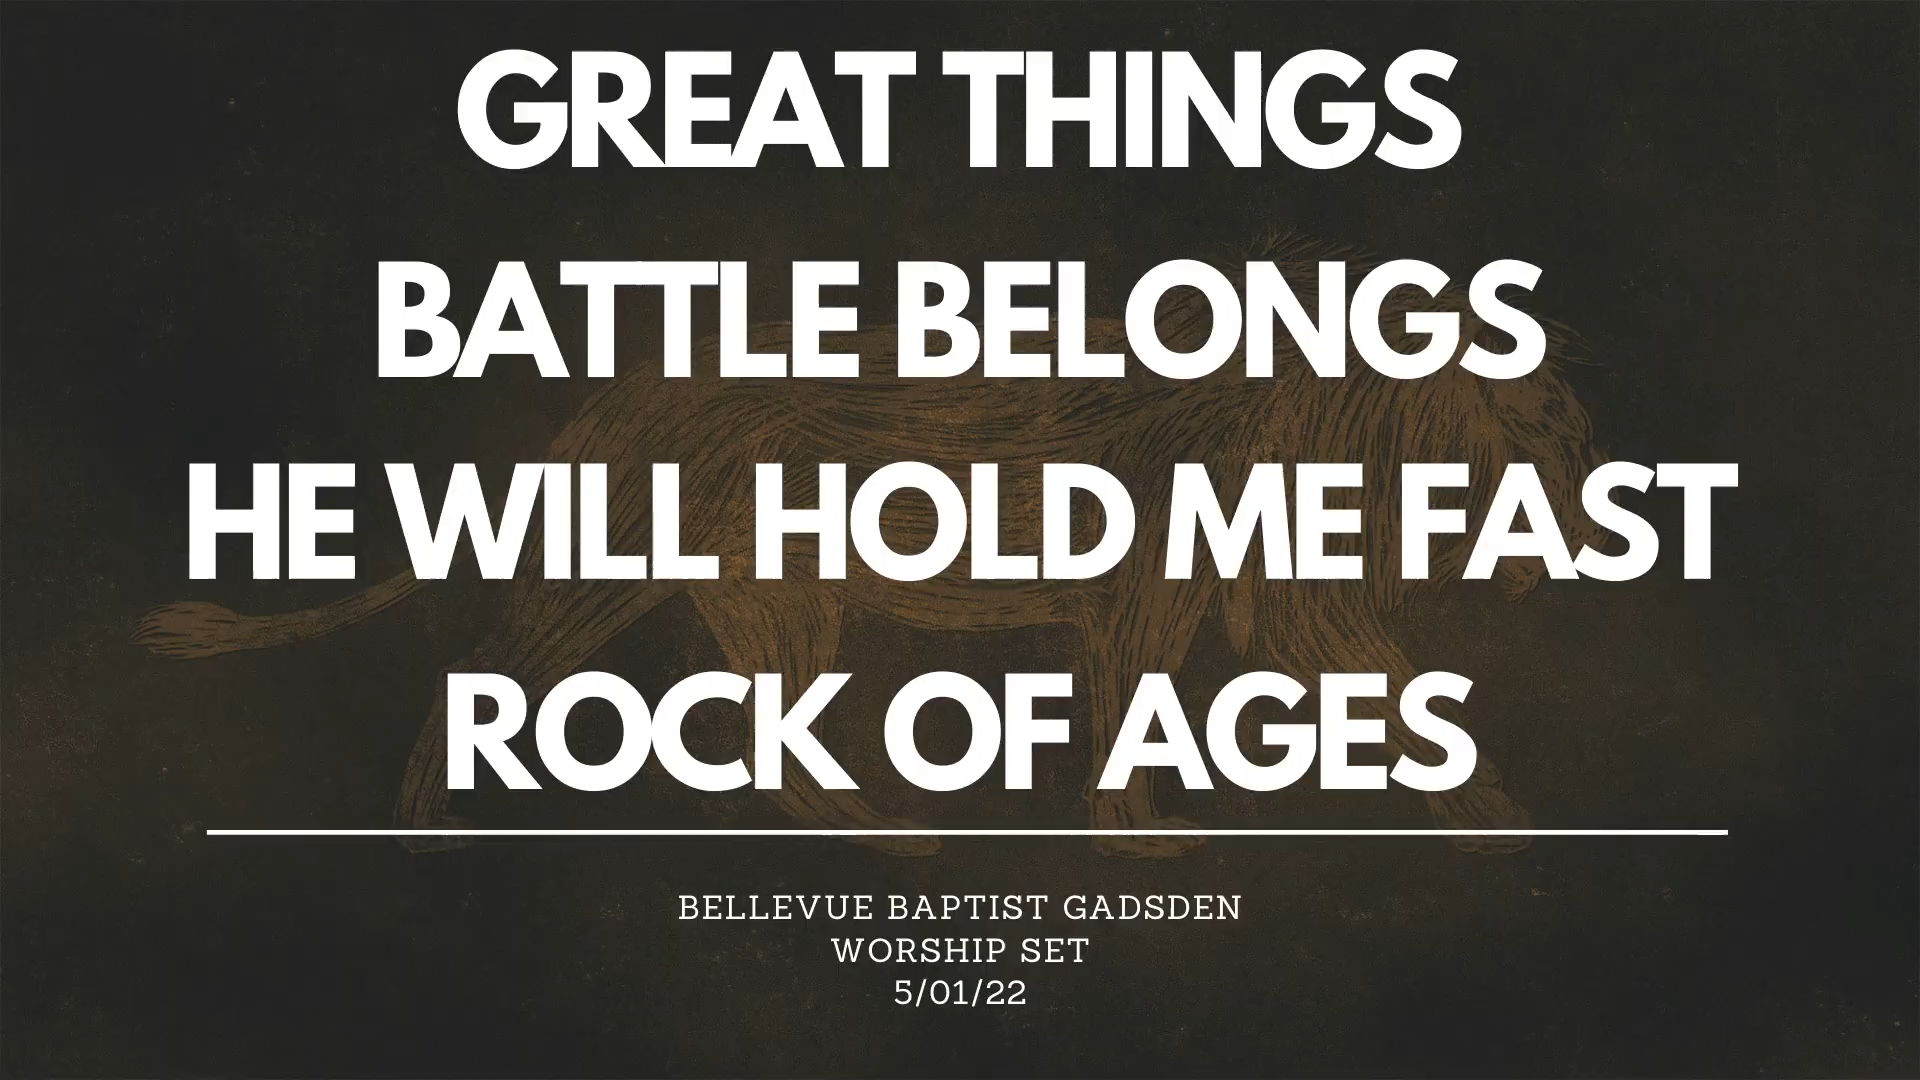 GREAT THINGS
BATTLE BELONGS
HE WILL HOLD ME FAST
ROCK OF AGES
BELLEVUE BAPTIST GADSDEN
WORSHIP SET
5/01/22